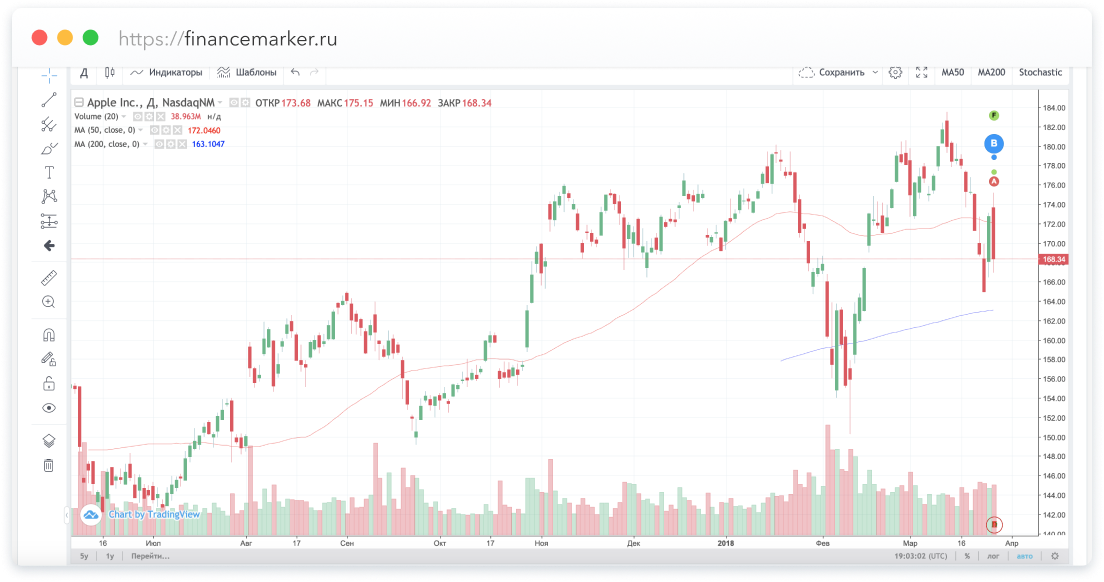 https://financemarker.ru
Д Индикаторы Шаблоны Сохранить MA50 MA200 Stochastic
Apple Inc., Д, NasdaqNM ОТКР 173.68 МАКС 175.15 МИН 166.92 ЗАКР 168.34
Volume (20) 38.963M н/д
MA (50, close, 0) 172.0460
MA (200, close, 0) 163.1047
184.00
182.00
180.00
178.00
176.00
174.00
172.00
170.00
168.34
166.00
164.00
162.00
160.00
158.00
156.00
154.00
152.00
150.00
148.00
146.00
144.00
142.00
140.00
F
B
A
D
Chart by TradingView
16 Июл Авг 17 Сен Окт 17 Ноя Дек 2018 Фев Мар 16 Апр
5y 1y Перейти... 19:03:02 (UTC) % лог авто